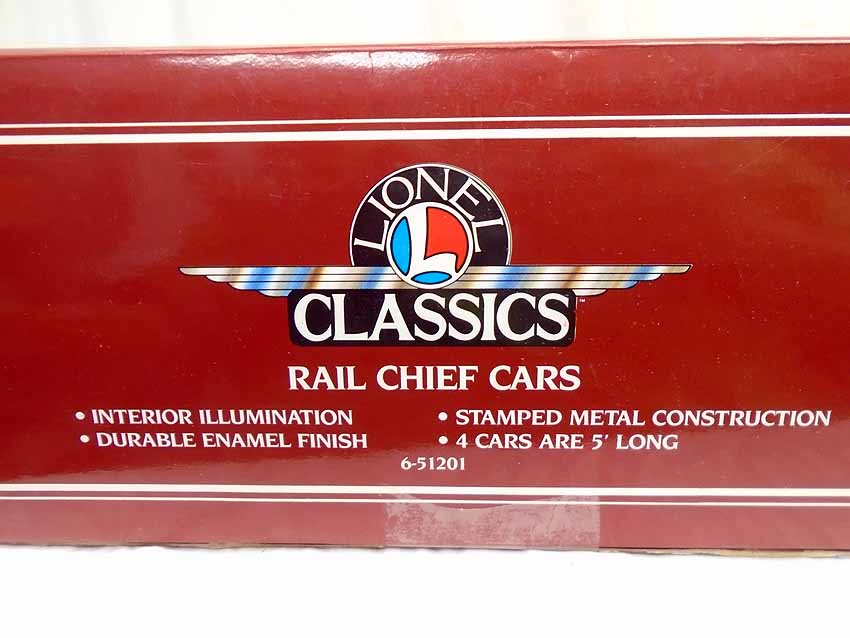 LIONEL
L
CLASSICS™
RAIL CHIEF CARS
• INTERIOR ILLUMINATION
• DURABLE ENAMEL FINISH
• STAMPED METAL CONSTRUCTION
• 4 CARS ARE 5' LONG
6-51201